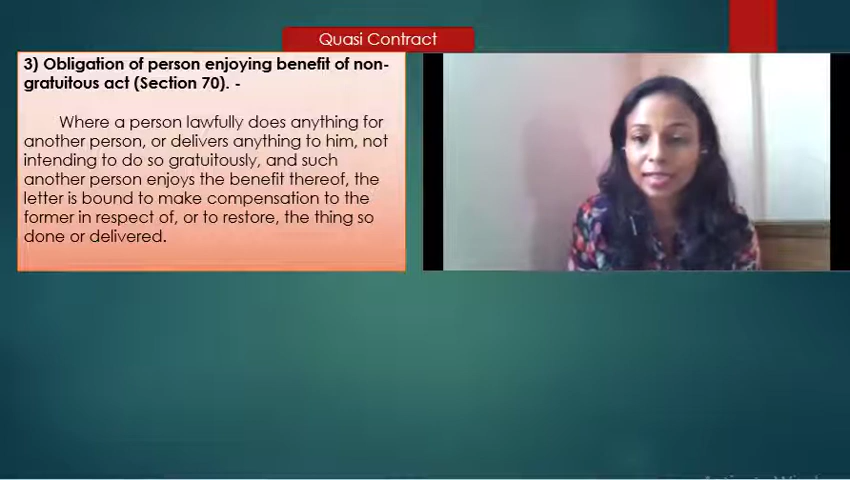 Quasi Contract
3) Obligation of person enjoying benefit of non-
gratuitous act (Section 70). -
Where a person lawfully does anything for
another person, or delivers anything to him, not
intending to do so gratuitously, and such
another person enjoys the benefit thereof, the
letter is bound to make compensation to the
former in respect of, or to restore, the thing so
done or delivered.